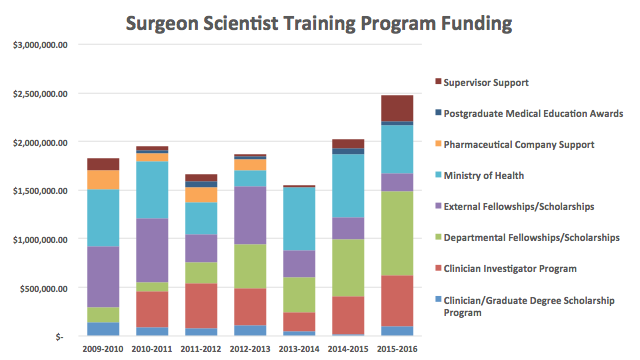 Surgeon Scientist Training Program Funding
$3,000,000.00
$2,500,000.00
$2,000,000.00
$1,500,000.00
$1,000,000.00
$500,000.00
$-
2009-2010 2010-2011 2011-2012 2012-2013 2013-2014 2014-2015 2015-2016
Supervisor Support
Postgraduate Medical Education Awards
Pharmaceutical Company Support
Ministry of Health
External Fellowships/Scholarships
Departmental Fellowships/Scholarships
Clinician Investigator Program
Clinician/Graduate Degree Scholarship
Program